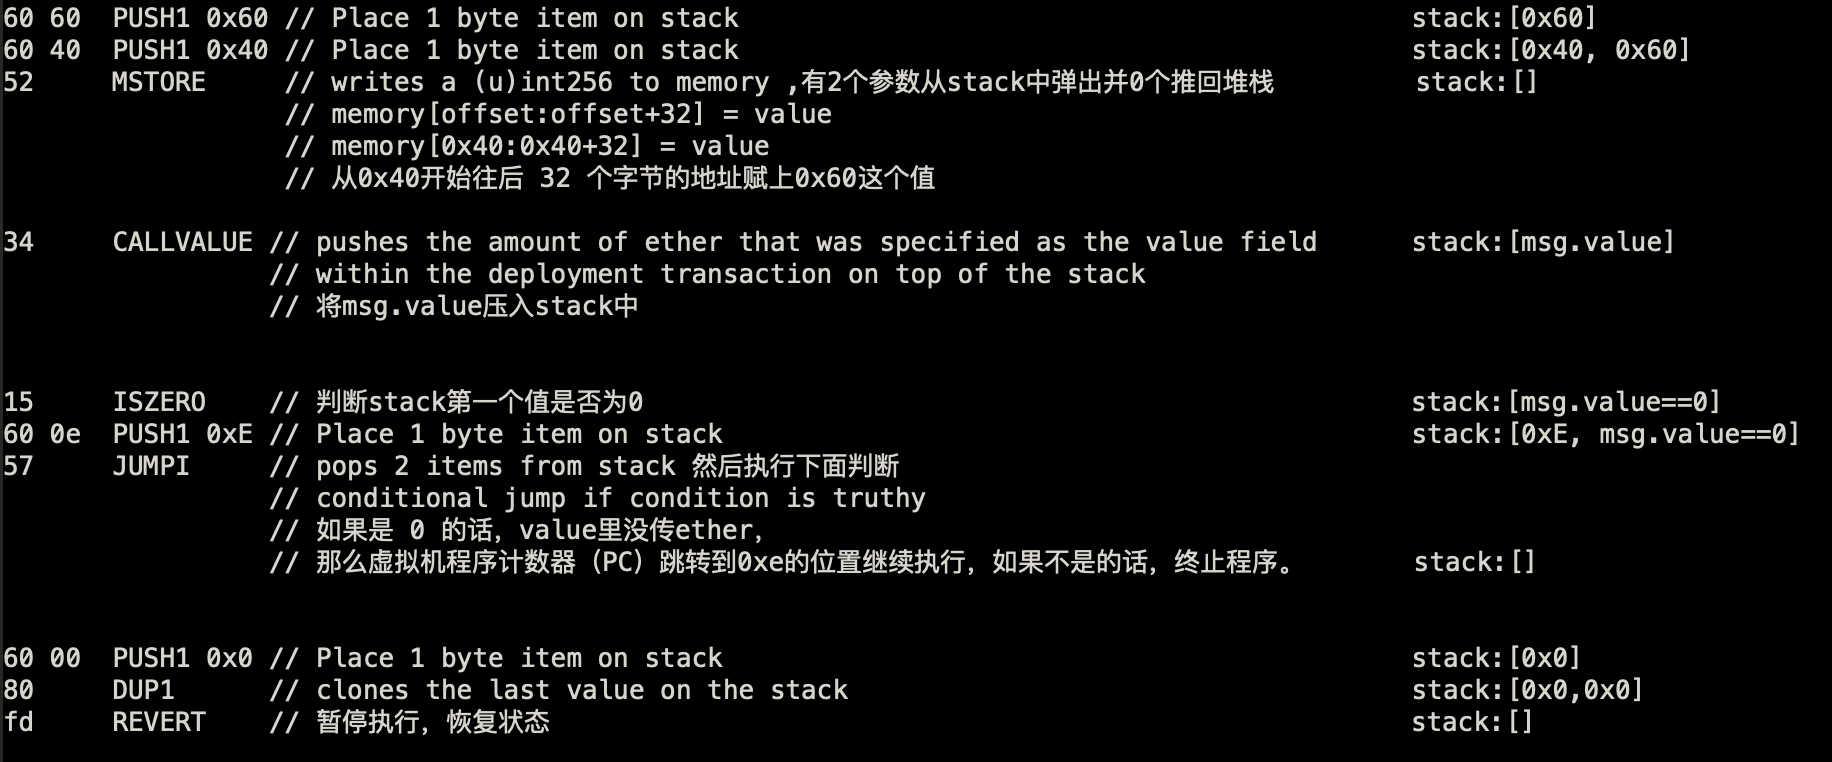 60 60  PUSH1 0x60 // Place 1 byte item on stack                                           stack:[0x60]
60 40  PUSH1 0x40 // Place 1 byte item on stack                                           stack:[0x40, 0x60]
52     MSTORE     // writes a (u)int256 to memory ,有2个参数从stack中弹出并0个推回堆栈         stack:[]
                  // memory[offset:offset+32] = value
                  // memory[0x40:0x40+32] = value
                  // 从0x40开始往后 32 个字节的地址赋上0x60这个值
34     CALLVALUE // pushes the amount of ether that was specified as the value field      stack:[msg.value]
                 // within the deployment transaction on top of the stack
                 // 将msg.value压入stack中
15     ISZERO    // 判断stack第一个值是否为0                                                 stack:[msg.value==0]
60 0e  PUSH1 0xE // Place 1 byte item on stack                                            stack:[0xE, msg.value==0]
57     JUMPI     // pops 2 items from stack 然后执行下面判断
                 // conditional jump if condition is truthy
                 // 如果是 0 的话，value里没传ether，
                 // 那么虚拟机程序计数器（PC）跳转到0xe的位置继续执行，如果不是的话，终止程序。       stack:[]
60 00  PUSH1 0x0 // Place 1 byte item on stack                                            stack:[0x0]
80     DUP1      // clones the last value on the stack                                    stack:[0x0,0x0]
fd     REVERT    // 暂停执行，恢复状态                                                       stack:[]